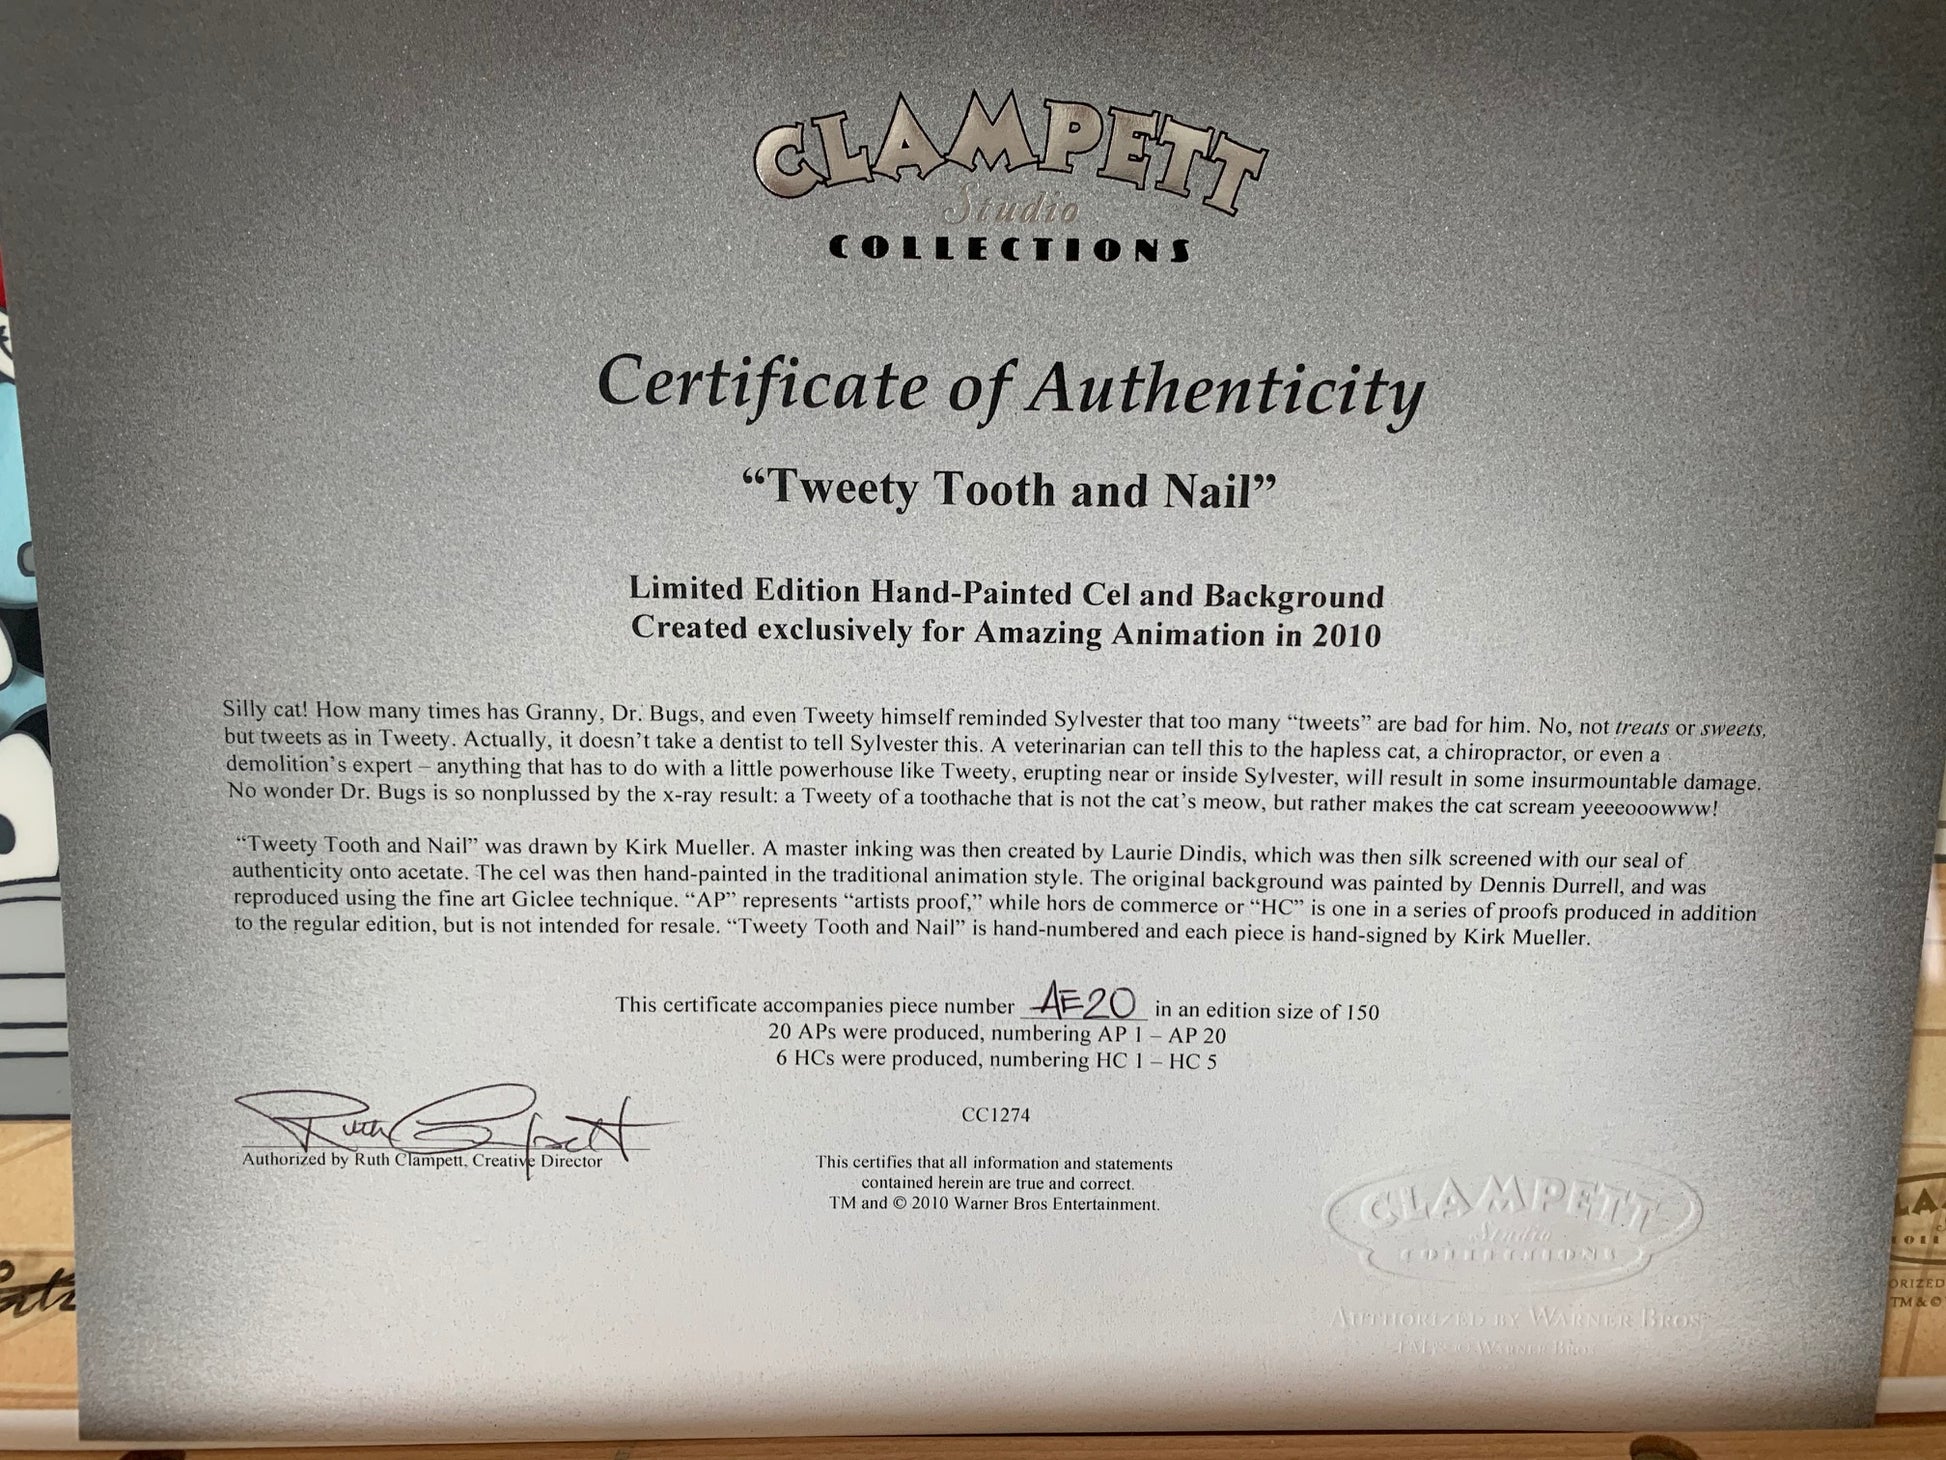 CLAMPETT
Studio
COLLECTIONS
Certificate of Authenticity
“Tweety Tooth and Nail”
Limited Edition Hand-Painted Cel and Background
Created exclusively for Amazing Animation in 2010
Silly cat! How many times has Granny, Dr. Bugs, and even Tweety himself reminded Sylvester that too many “tweets” are bad for him. No, not treats or sweets,
but tweets as in Tweety. Actually, it doesn’t take a dentist to tell Sylvester this. A veterinarian can tell this to the hapless cat, a chiropractor, or even a
demolition’s expert – anything that has to do with a little powerhouse like Tweety, erupting near or inside Sylvester, will result in some insurmountable damage.
No wonder Dr. Bugs is so nonplussed by the x-ray result: a Tweety of a toothache that is not the cat’s meow, but rather makes the cat scream yeeeooowww!
“Tweety Tooth and Nail” was drawn by Kirk Mueller. A master inking was then created by Laurie Dindis, which was then silk screened with our seal of
authenticity onto acetate. The cel was then hand-painted in the traditional animation style. The original background was painted by Dennis Durrell, and was
reproduced using the fine art Giclee technique. “AP” represents “artists proof,” while hors de commerce or “HC” is one in a series of proofs produced in addition
to the regular edition, but is not intended for resale. “Tweety Tooth and Nail” is hand-numbered and each piece is hand-signed by Kirk Mueller.
This certificate accompanies piece number AE20 in an edition size of 150
20 APs were produced, numbering AP 1 – AP 20
6 HCs were produced, numbering HC 1 – HC 5
Ruth Clampett
Authorized by Ruth Clampett, Creative Director
CC1274
This certifies that all information and statements
contained herein are true and correct.
TM and © 2010 Warner Bros Entertainment.
CLAMPETT
Studio
COLLECTIONS
AUTHORIZED BY WARNER BROS
TM & © WARNER BROS
TM & ©